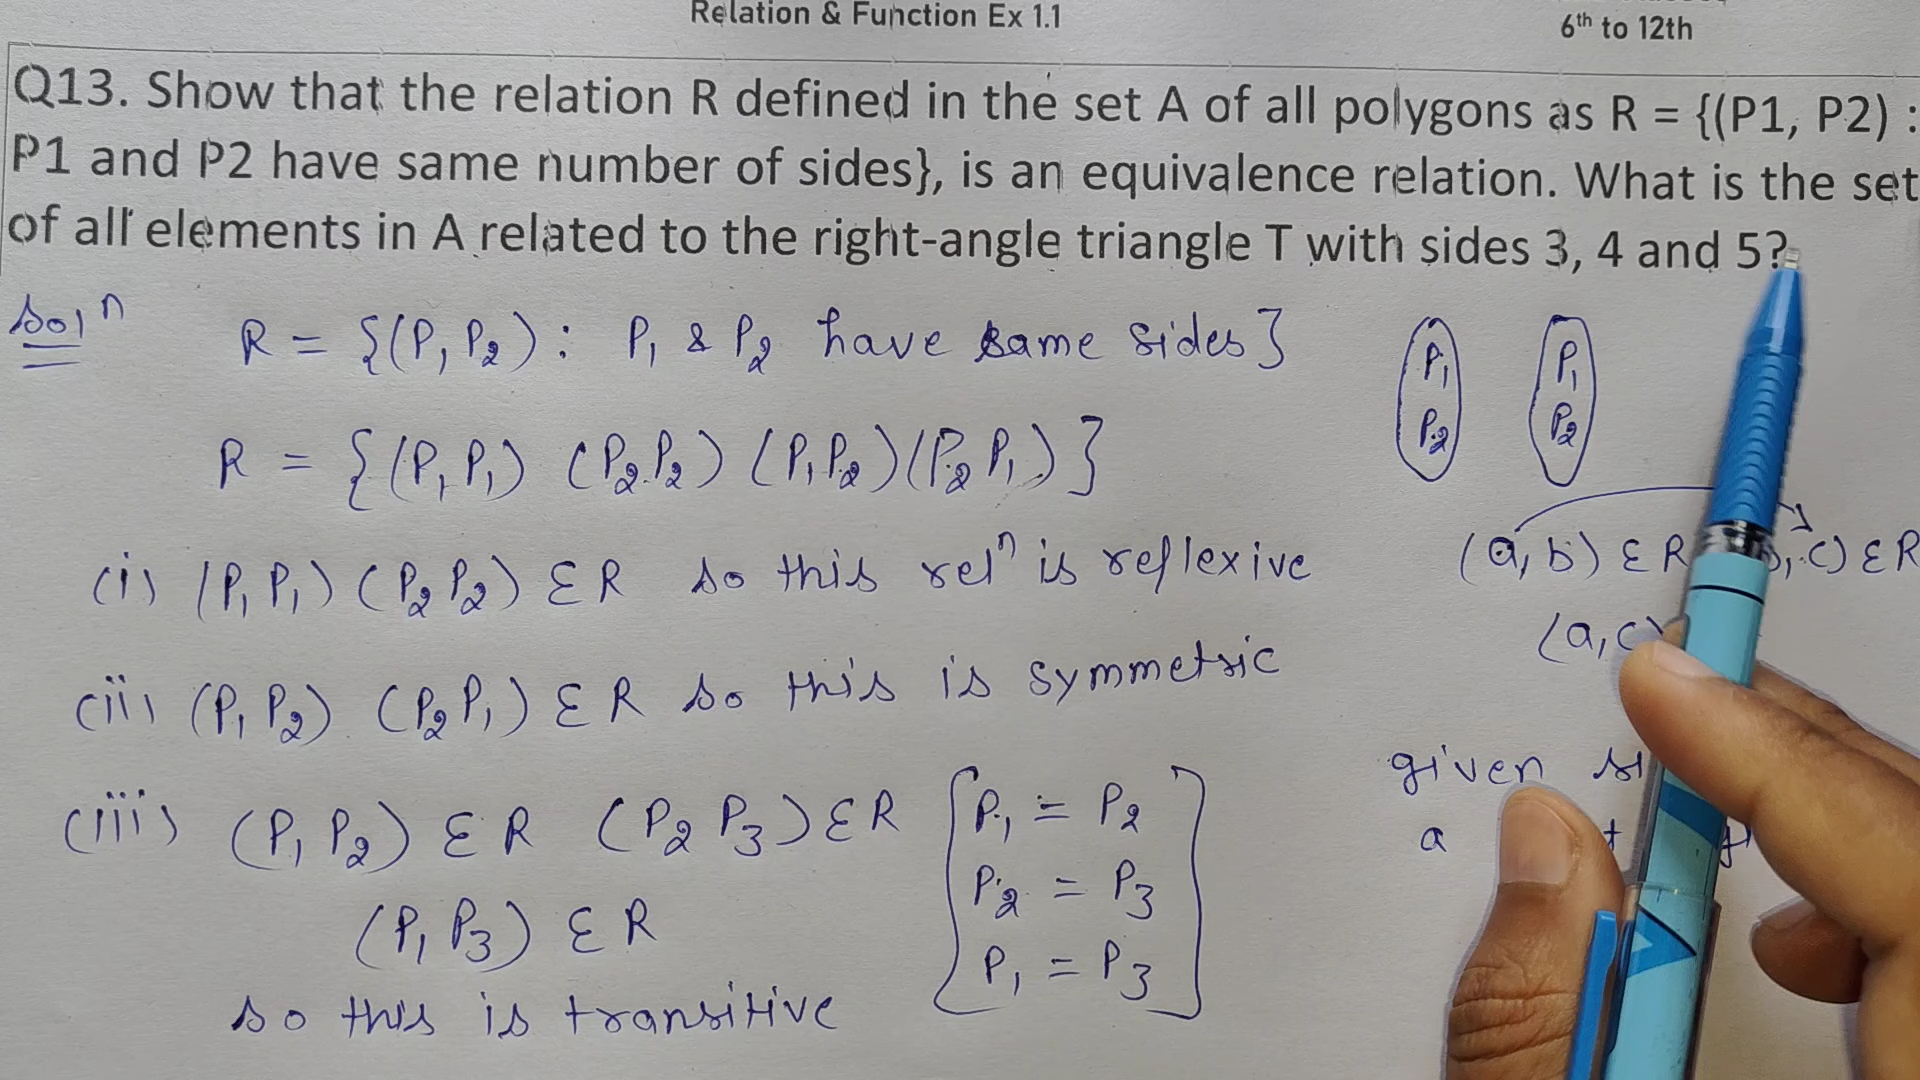 Relation & Function Ex 1.1
6th to 12th
Q13. Show that the relation R defined in the set A of all polygons as R = {(P1, P2) :
P1 and P2 have same number of sides}, is an equivalence relation. What is the set
of all elements in A related to the right-angle triangle T with sides 3, 4 and 5?
Solⁿ
R = {(P₁ P₂) : P₁ & P₂ have same sides}
R = {(P₁ P₁) (P₂ P₂) (P₁ P₂) (P₂ P₁)}
(i) (P₁ P₁) (P₂ P₂) ∈ R so this relⁿ is reflexive
(ii) (P₁ P₂) (P₂ P₁) ∈ R so this is symmetric
(iii) (P₁ P₂) ∈ R (P₂ P₃) ∈ R
(P₁ P₃) ∈ R
so this is transitive
P₁ = P₂
P₂ = P₃
P₁ = P₃
P₁ P₁
P₂ P₂
(a, b) ∈ R , c) ∈ R
(a, c)
given
a